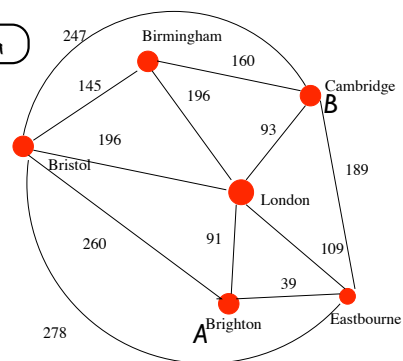 247
Birmingham
160
145
196
Cambridge
B
93
196
189
Bristol
London
260
91
109
39
278
A
Brighton
Eastbourne